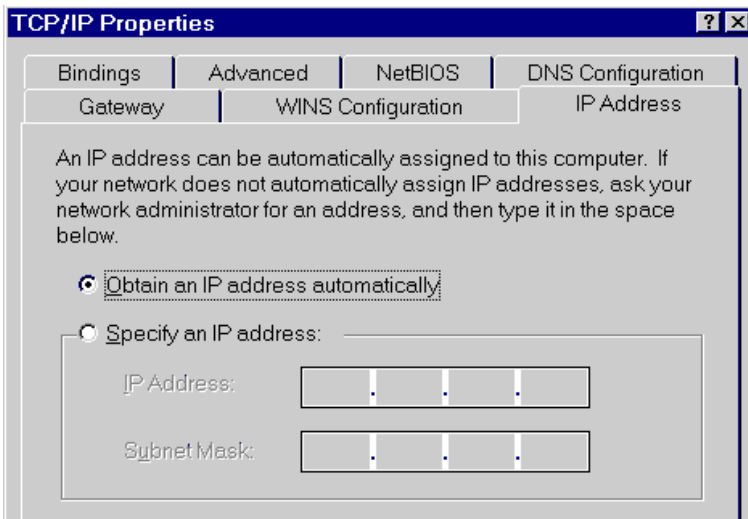 TCP/IP Properties
? X
Bindings Advanced NetBIOS DNS Configuration
Gateway WINS Configuration IP Address
An IP address can be automatically assigned to this computer. If
your network does not automatically assign IP addresses, ask your
network administrator for an address, and then type it in the space
below.
Obtain an IP address automatically
Specify an IP address:
IP Address:
. . .
Subnet Mask:
. . .